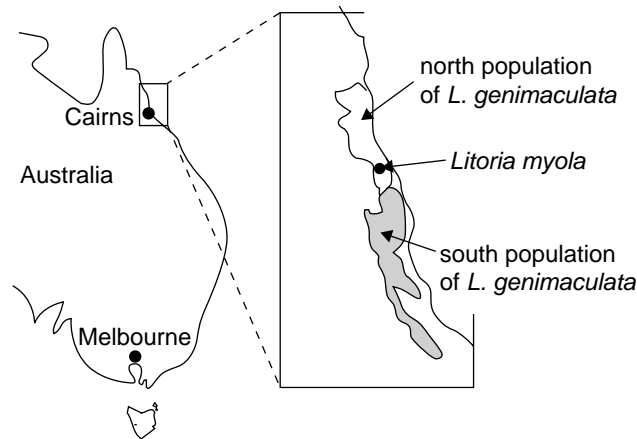 Cairns
Australia
Melbourne
north population
of L. genimaculata
Litoria myola
south population
of L. genimaculata